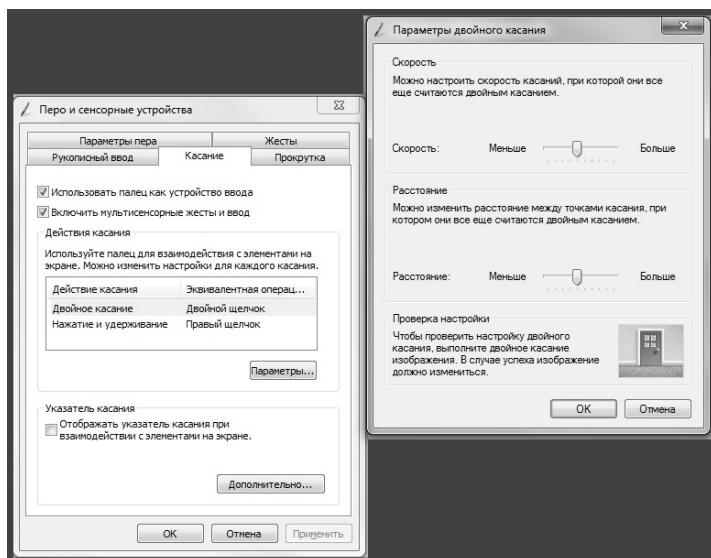 Перо и сенсорные устройства
Параметры пера
Жесты
Рукописный ввод
Касание
Прокрутка
Использовать палец как устройство ввода
Включить мультисенсорные жесты и ввод
Действия касания
Используйте палец для взаимодействия с элементами на
экране. Можно изменить настройки для каждого касания.
Действие касания
Эквивалентная операц...
Двойное касание
Двойной щелчок
Нажатие и удерживание
Правый щелчок
Параметры...
Указатель касания
Отображать указатель касания при
взаимодействии с элементами на экране.
Дополнительно...
OK
Отмена
Применить
Параметры двойного касания
Скорость
Можно настроить скорость касаний, при которой они все
еще считаются двойным касанием.
Скорость:
Меньше
Больше
Расстояние
Можно изменить расстояние между точками касания, при
котором они все еще считаются двойным касанием.
Расстояние:
Меньше
Больше
Проверка настройки
Чтобы проверить настройку двойного
касания, выполните двойное касание
изображения. В случае успеха изображение
должно измениться.
OK
Отмена